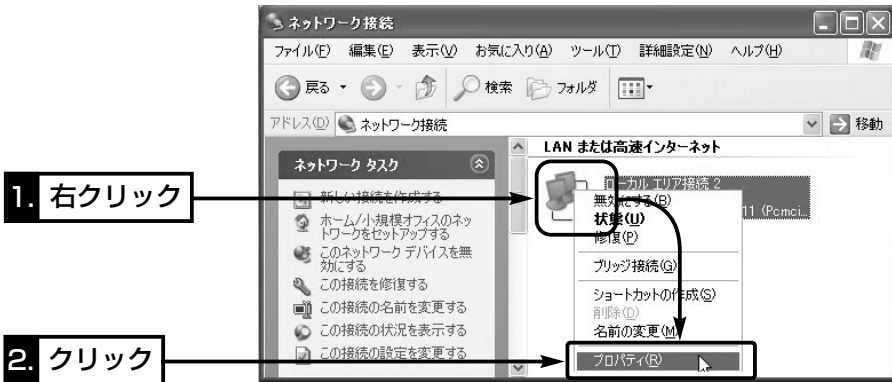 ネットワーク接続
ファイル(F) 編集(E) 表示(V) お気に入り(A) ツール(T) 詳細設定(N) ヘルプ(H)
戻る 検索 フォルダ
アドレス(D) ネットワーク接続 移動
LAN または高速インターネット
ネットワーク タスク
新しい接続を作成する
ホーム/小規模オフィスのネッ
トワークをセットアップする
このネットワーク デバイスを無
効にする
この接続を修復する
この接続の名前を変更する
この接続の状況を表示する
この接続の設定を変更する
ローカル エリア接続 2
11 (Pcmci...
無効にする(B)
状態(U)
修復(P)
ブリッジ接続(G)
ショートカットの作成(S)
削除(D)
名前の変更(M)
プロパティ(R)
1. 右クリック
2. クリック